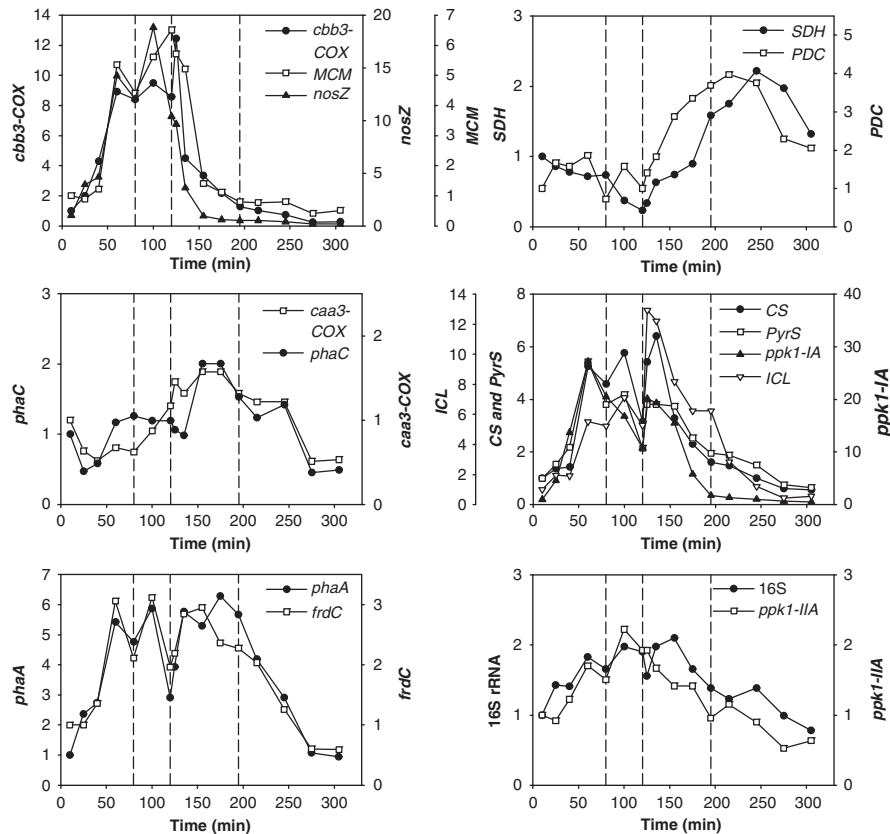 14
12
10
8
6
4
2
0
cbb3-COX
20
15
10
5
0
nosZ
7
6
5
4
3
2
1
0
MCM
cbb3-
COX
MCM
nosZ
0 50 100 150 200 250 300
Time (min)
3
2
1
0
SDH
5
4
3
2
1
0
PDC
SDH
PDC
0 50 100 150 200 250 300
Time (min)
3
2
1
0
phaC
2
1
0
caa3-COX
caa3-
COX
phaC
0 50 100 150 200 250 300
Time (min)
14
12
10
8
6
4
2
0
ICL
8
6
4
2
0
CS and PyrS
40
30
20
10
0
ppk1-IA
CS
PyrS
ppk1-IA
ICL
0 50 100 150 200 250 300
Time (min)
7
6
5
4
3
2
1
0
phaA
3
2
1
0
frdC
phaA
frdC
0 50 100 150 200 250 300
Time (min)
3
2
1
0
16S rRNA
3
2
1
0
ppk1-IIA
16S
ppk1-IIA
0 50 100 150 200 250 300
Time (min)